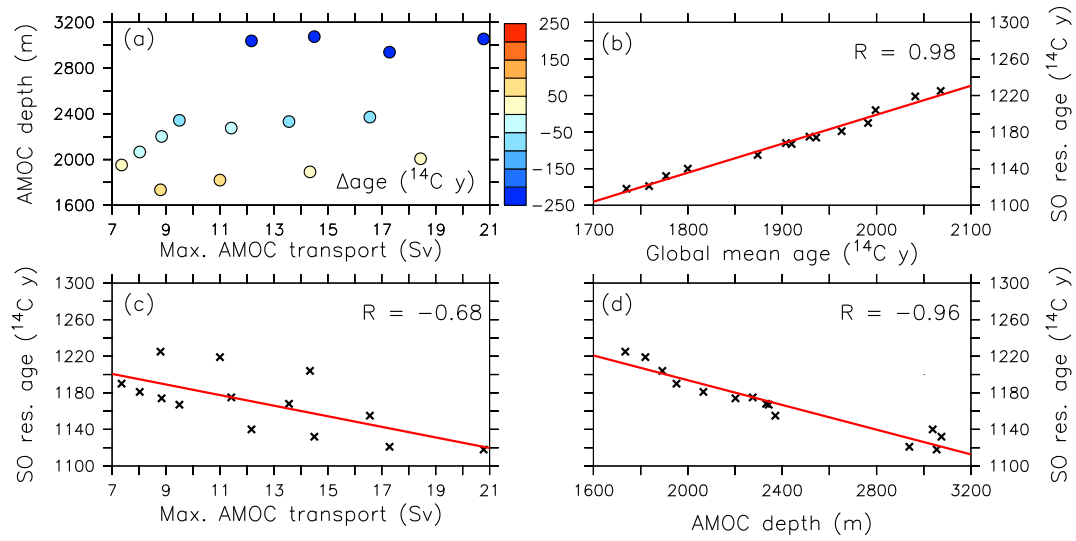 (a)
AMOC depth (m)
3200
2800
2400
2000
1600
Δage (¹⁴C y)
7 9 11 13 15 17 19 21
Max. AMOC transport (Sv)
250
150
50
−50
−150
−250
(b)
R = 0.98
1300
1260
1220
1180
1140
1100
SO res. age (¹⁴C y)
1700 1800 1900 2000 2100
Global mean age (¹⁴C y)
(c)
R = −0.68
SO res. age (¹⁴C y)
1300
1260
1220
1180
1140
1100
7 9 11 13 15 17 19 21
Max. AMOC transport (Sv)
(d)
R = −0.96
1300
1260
1220
1180
1140
1100
SO res. age (¹⁴C y)
1600 2000 2400 2800 3200
AMOC depth (m)